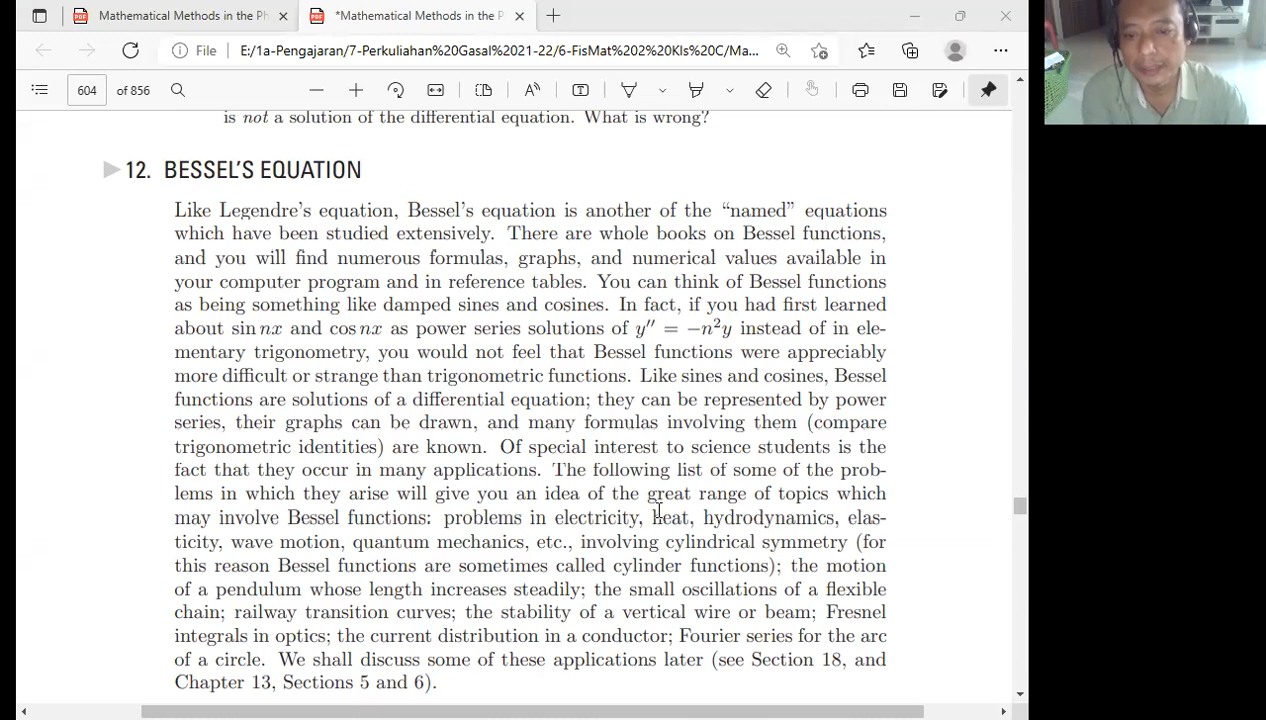 Mathematical Methods in the Ph
*Mathematical Methods in the P
File
E:/1a-Pengajaran/7-Perkuliahan%20Gasal%2021-22/6-FisMat%202%20Kls%20C/Ma...
604 of 856
is not a solution of the differential equation. What is wrong?
12. BESSEL'S EQUATION
Like Legendre's equation, Bessel's equation is another of the “named” equations
which have been studied extensively. There are whole books on Bessel functions,
and you will find numerous formulas, graphs, and numerical values available in
your computer program and in reference tables. You can think of Bessel functions
as being something like damped sines and cosines. In fact, if you had first learned
about sin nx and cos nx as power series solutions of y″ = −n²y instead of in ele-
mentary trigonometry, you would not feel that Bessel functions were appreciably
more difficult or strange than trigonometric functions. Like sines and cosines, Bessel
functions are solutions of a differential equation; they can be represented by power
series, their graphs can be drawn, and many formulas involving them (compare
trigonometric identities) are known. Of special interest to science students is the
fact that they occur in many applications. The following list of some of the prob-
lems in which they arise will give you an idea of the great range of topics which
may involve Bessel functions: problems in electricity, heat, hydrodynamics, elas-
ticity, wave motion, quantum mechanics, etc., involving cylindrical symmetry (for
this reason Bessel functions are sometimes called cylinder functions); the motion
of a pendulum whose length increases steadily; the small oscillations of a flexible
chain; railway transition curves; the stability of a vertical wire or beam; Fresnel
integrals in optics; the current distribution in a conductor; Fourier series for the arc
of a circle. We shall discuss some of these applications later (see Section 18, and
Chapter 13, Sections 5 and 6).